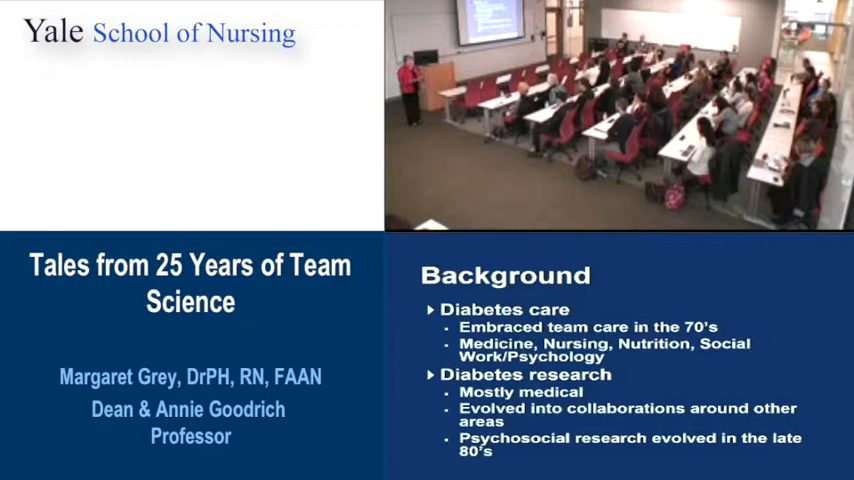 Yale School of Nursing
Tales from 25 Years of Team
Science
Margaret Grey, DrPH, RN, FAAN
Dean & Annie Goodrich
Professor
Background
Diabetes care
Embraced team care in the 70's
Medicine, Nursing, Nutrition, Social
Work/Psychology
Diabetes research
Mostly medical
Evolved into collaborations around other
areas
Psychosocial research evolved in the late
80's